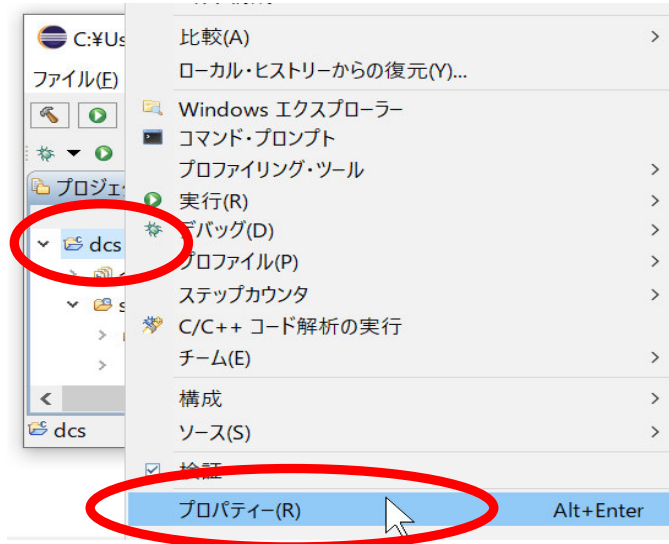 C:¥Us
ファイル(F)
プロジェ
dcs
dcs
比較(A)
ローカル・ヒストリーからの復元(Y)...
Windows エクスプローラー
コマンド・プロンプト
プロファイリング・ツール
実行(R)
デバッグ(D)
プロファイル(P)
ステップカウンタ
C/C++ コード解析の実行
チーム(E)
構成
ソース(S)
検証
プロパティー(R) Alt+Enter